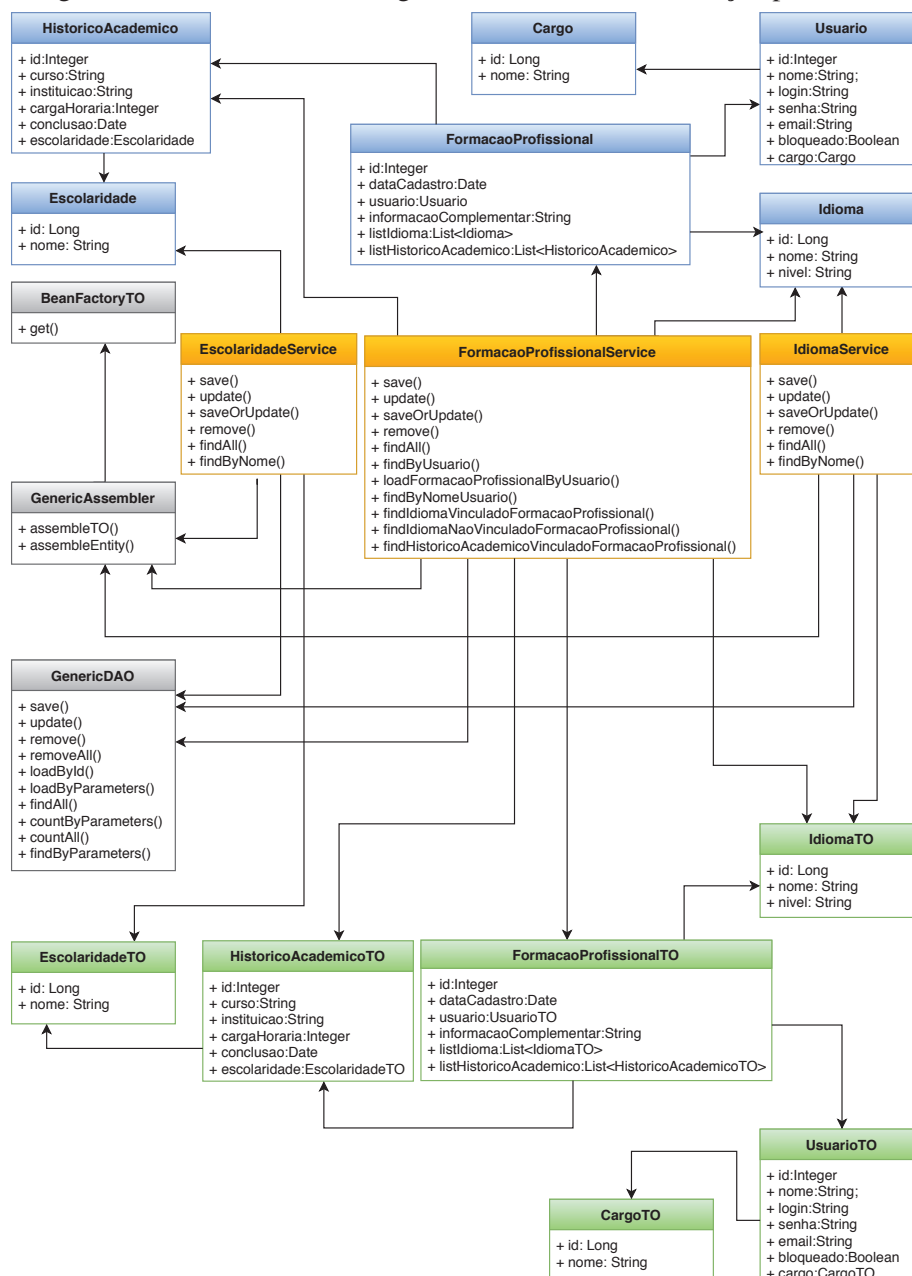 HistoricoAcademico
+ id:Integer
+ curso:String
+ instituicao:String
+ cargaHoraria:Integer
+ conclusao:Date
+ escolaridade:Escolaridade
Cargo
+ id: Long
+ nome: String
Usuario
+ id:Integer
+ nome:String;
+ login:String
+ senha:String
+ email:String
+ bloqueado:Boolean
+ cargo:Cargo
FormacaoProfissional
+ id:Integer
+ dataCadastro:Date
+ usuario:Usuario
+ informacaoComplementar:String
+ listIdioma:List<Idioma>
+ listHistoricoAcademico:List<HistoricoAcademico>
Escolaridade
+ id: Long
+ nome: String
Idioma
+ id: Long
+ nome: String
+ nivel: String
BeanFactoryTO
+ get()
EscolaridadeService
+ save()
+ update()
+ saveOrUpdate()
+ remove()
+ findAll()
+ findByNome()
FormacaoProfissionalService
+ save()
+ update()
+ saveOrUpdate()
+ remove()
+ findAll()
+ findByUsuario()
+ loadFormacaoProfissionalByUsuario()
+ findByNomeUsuario()
+ findIdiomaVinculadoFormacaoProfissional()
+ findIdiomaNaoVinculadoFormacaoProfissional()
+ findHistoricoAcademicoVinculadoFormacaoProfissional()
IdiomaService
+ save()
+ update()
+ saveOrUpdate()
+ remove()
+ findAll()
+ findByNome()
GenericAssembler
+ assembleTO()
+ assembleEntity()
GenericDAO
+ save()
+ update()
+ remove()
+ removeAll()
+ loadById()
+ loadByParameters()
+ findAll()
+ countByParameters()
+ countAll()
+ findByParameters()
IdiomaTO
+ id: Long
+ nome: String
+ nivel: String
EscolaridadeTO
+ id: Long
+ nome: String
HistoricoAcademicoTO
+ id:Integer
+ curso:String
+ instituicao:String
+ cargaHoraria:Integer
+ conclusao:Date
+ escolaridade:EscolaridadeTO
FormacaoProfissionalTO
+ id:Integer
+ dataCadastro:Date
+ usuario:UsuarioTO
+ informacaoComplementar:String
+ listIdioma:List<IdiomaTO>
+ listHistoricoAcademico:List<HistoricoAcademicoTO>
UsuarioTO
+ id:Integer
+ nome:String;
+ login:String
+ senha:String
+ email:String
+ bloqueado:Boolean
+ cargo:CargoTO
CargoTO
+ id: Long
+ nome: String